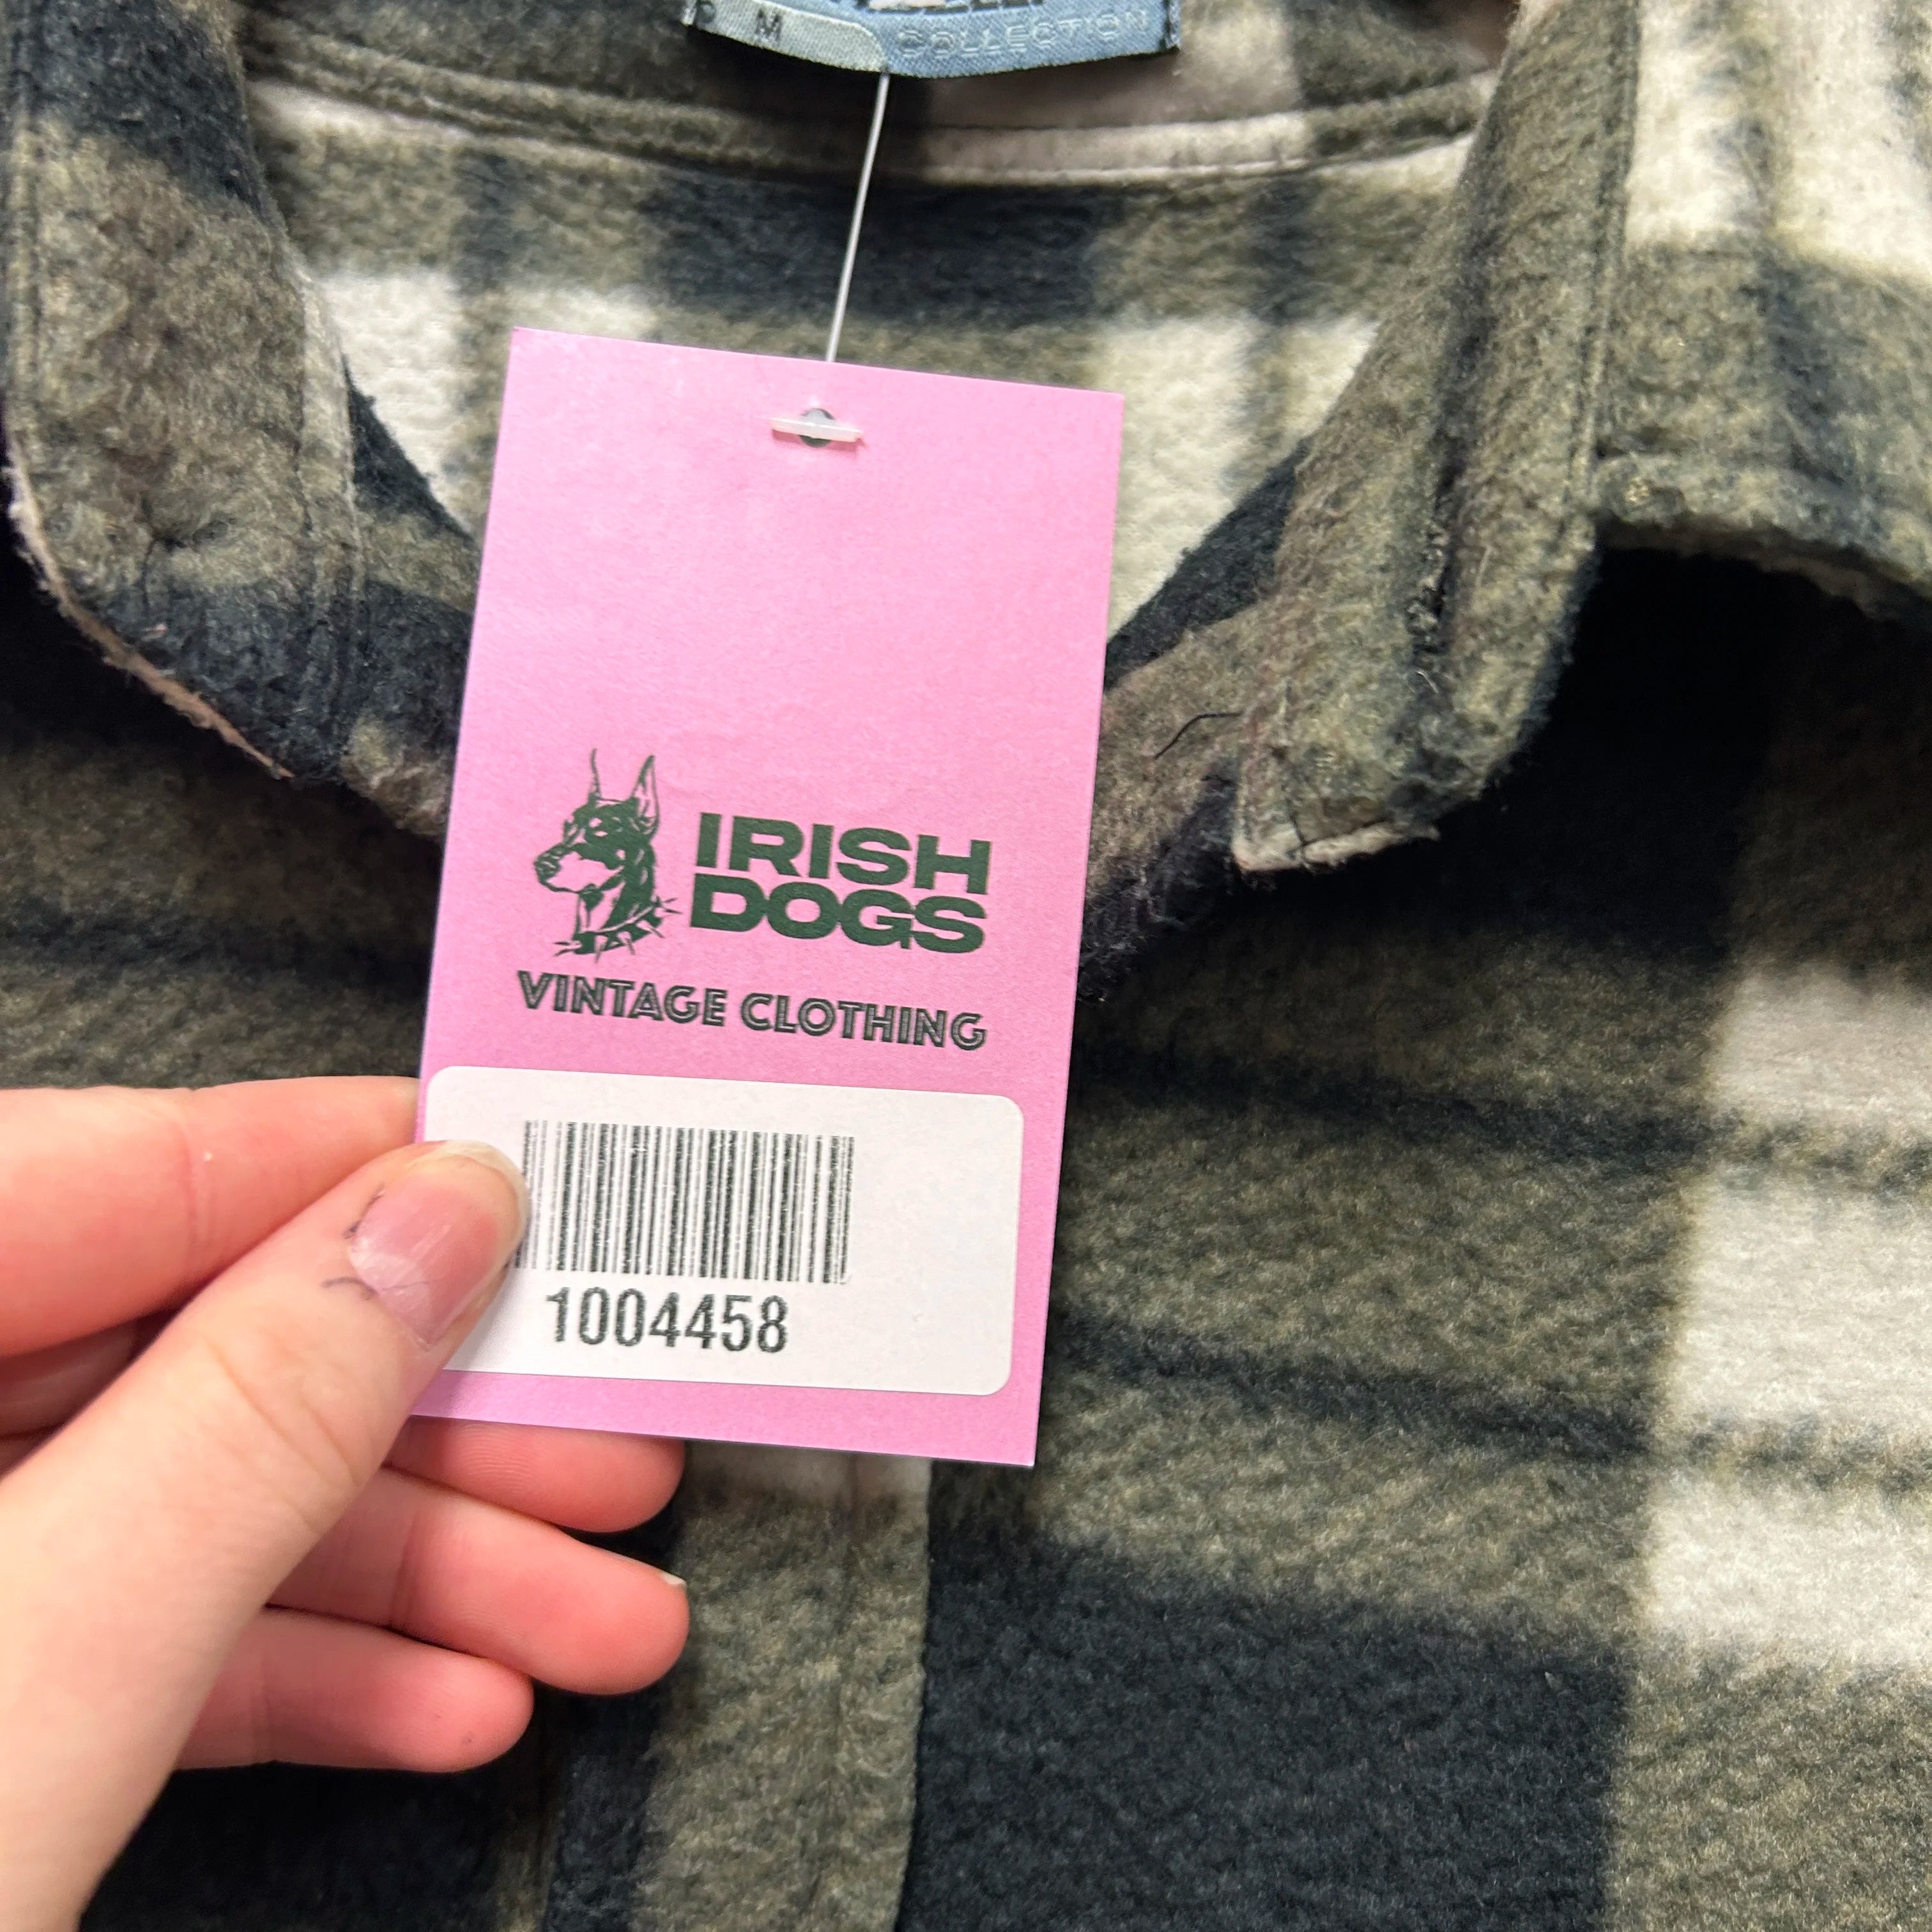 M COLLECTION
IRISH
DOGS
VINTAGE CLOTHING
1004458